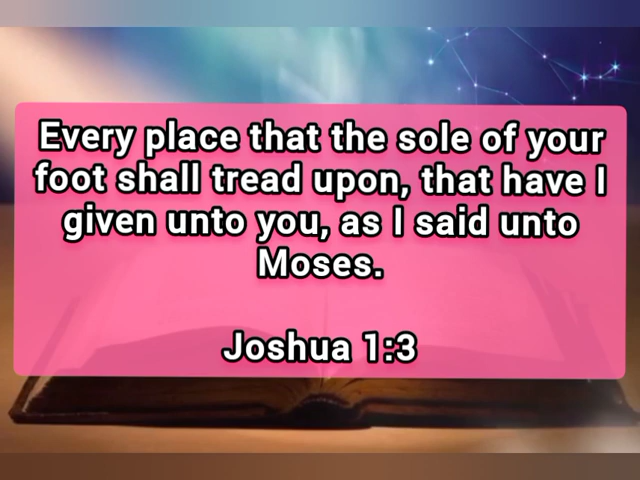 Every place that the sole of your
foot shall tread upon, that have I
given unto you, as I said unto
Moses.
Joshua 1:3